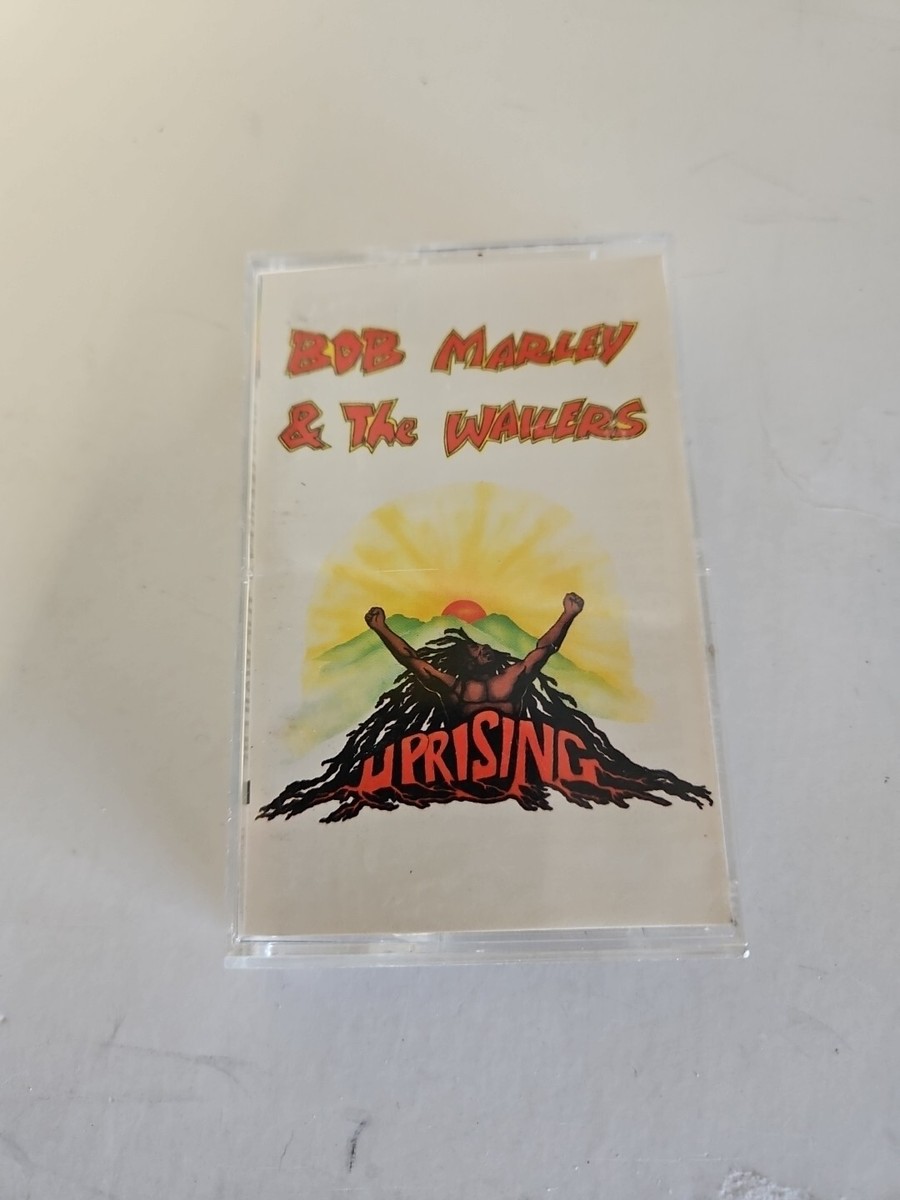 BOB MARLEY
& The WAILERS
UPRISING